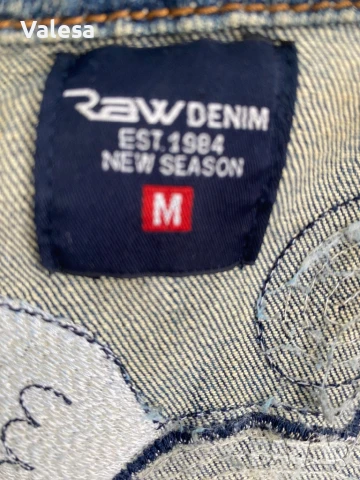 Valesa
RAW DENIM
EST. 1984
NEW SEASON
M